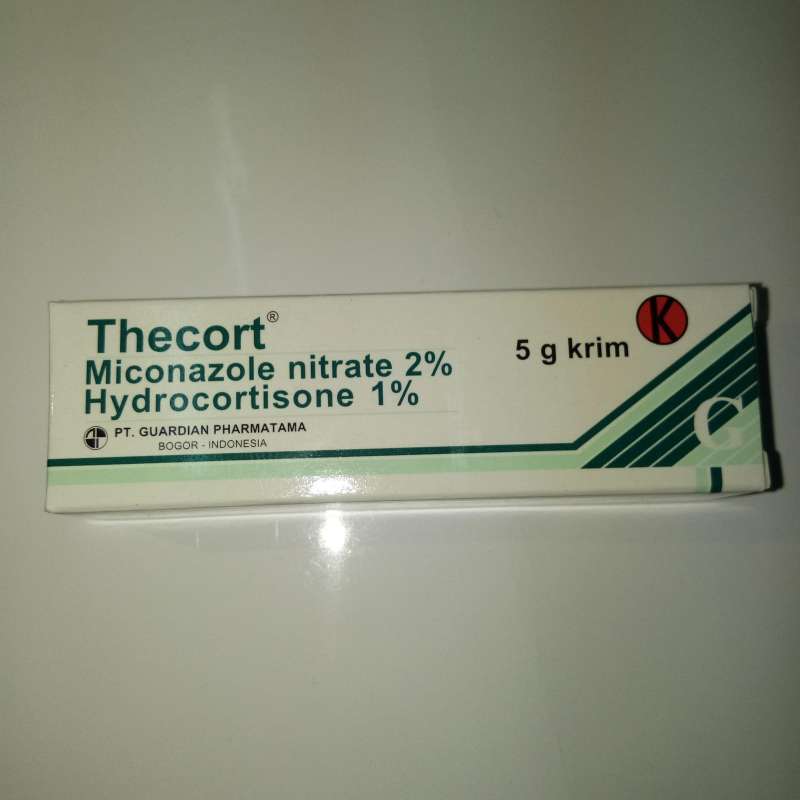 Thecort®
Miconazole nitrate 2%
Hydrocortisone 1%
PT. GUARDIAN PHARMATAMA
BOGOR - INDONESIA
5 g krim
K
G